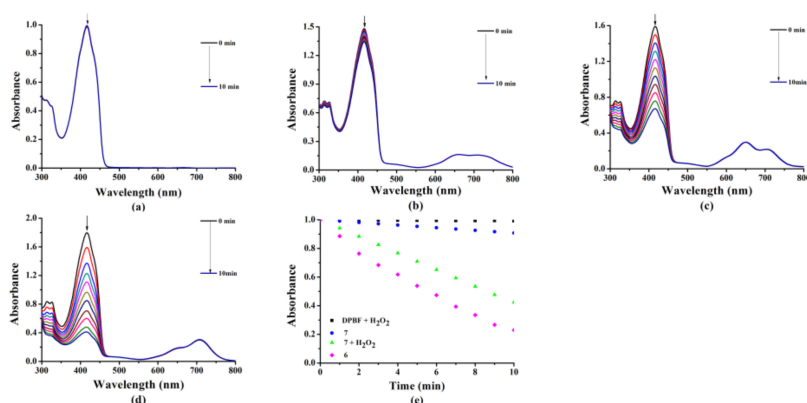 Absorbance
1.0
0.8
0.6
0.4
0.2
0.0
300 400 500 600 700 800
Wavelength (nm)
(a)
0 min
10 min
Absorbance
1.5
1.2
0.9
0.6
0.3
0.0
300 400 500 600 700 800
Wavelength (nm)
(b)
0 min
10 min
Absorbance
1.6
1.2
0.8
0.4
0.0
300 400 500 600 700 800
Wavelength (nm)
(c)
0 min
10min
Absorbance
2.0
1.6
1.2
0.8
0.4
0.0
300 400 500 600 700 800
Wavelength (nm)
(d)
0 min
10min
Absorbance
1.0
0.8
0.6
0.4
0.2
0.0
0 2 4 6 8 10
Time (min)
(e)
DPBF + H₂O₂
7
7 + H₂O₂
6